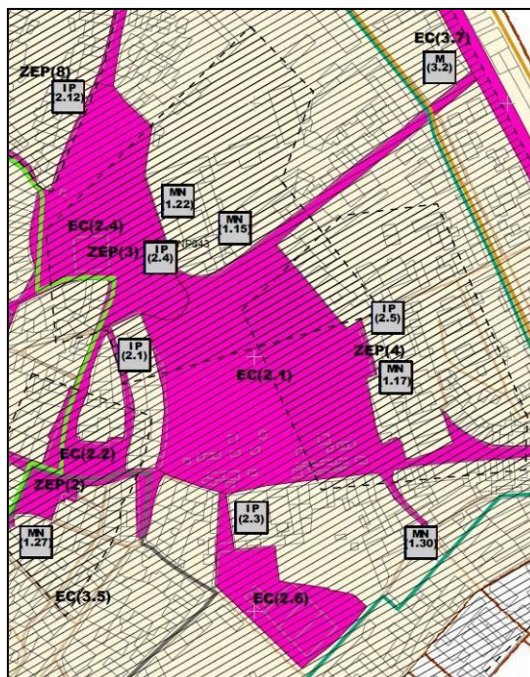 EC(3.7)
M
(3.2)
ZEP(8)
IP
(2.12)
MN
(1.22)
EC(2.4)
MN
(1.15)
ZEP(3)
IP
(2.4)
IP
(2.5)
IP
(2.1)
ZEP(4)
EC(2.1)
MN
(1.17)
EC(2.2)
ZEP(2)
IP
(2.3)
MN
(1.27)
MN
(1.30)
EC(3.5)
EC(2.6)